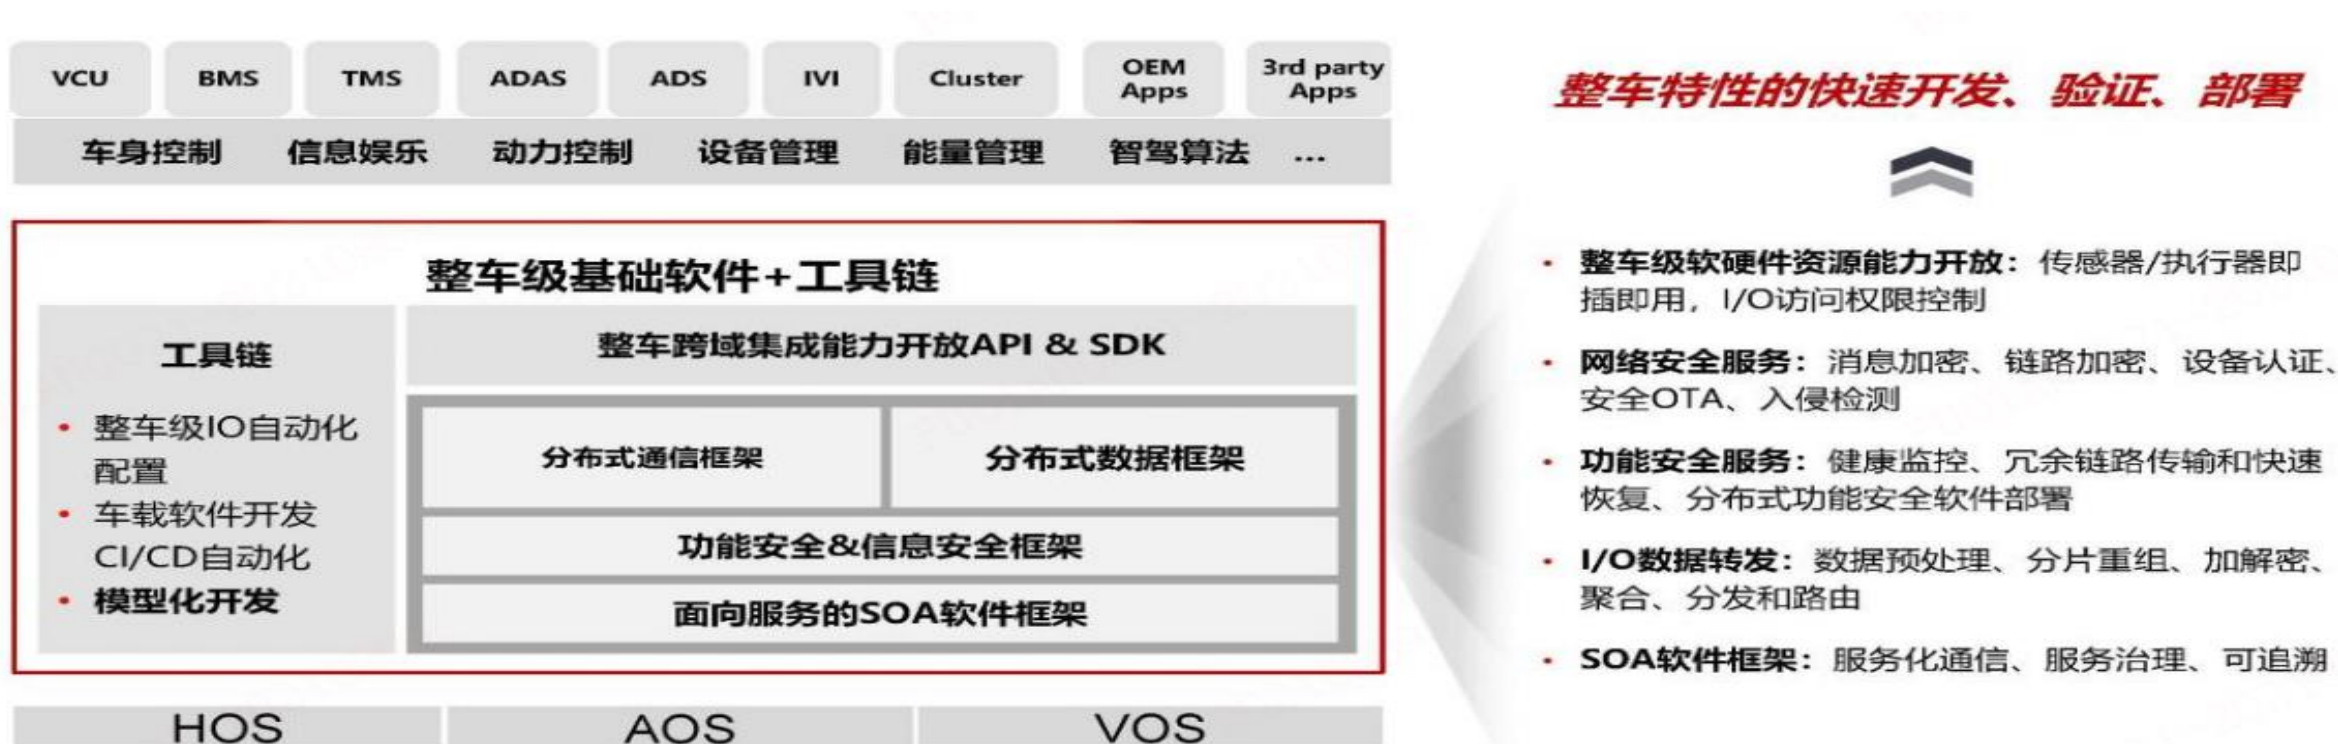 VCU
BMS
TMS
ADAS
ADS
IVI
Cluster
OEM
Apps
3rd party
Apps
车身控制 信息娱乐 动力控制 设备管理 能量管理 智驾算法 ...
整车级基础软件+工具链
工具链
• 整车级IO自动化
配置
• 车载软件开发
CI/CD自动化
• 模型化开发
整车跨域集成能力开放API & SDK
分布式通信框架
分布式数据框架
功能安全&信息安全框架
面向服务的SOA软件框架
HOS
AOS
VOS
整车特性的快速开发、验证、部署
• 整车级软硬件资源能力开放：传感器/执行器即
插即用，I/O访问权限控制
• 网络安全服务：消息加密、链路加密、设备认证、
安全OTA、入侵检测
• 功能安全服务：健康监控、冗余链路传输和快速
恢复、分布式功能安全软件部署
• I/O数据转发：数据预处理、分片重组、加解密、
聚合、分发和路由
• SOA软件框架：服务化通信、服务治理、可追溯